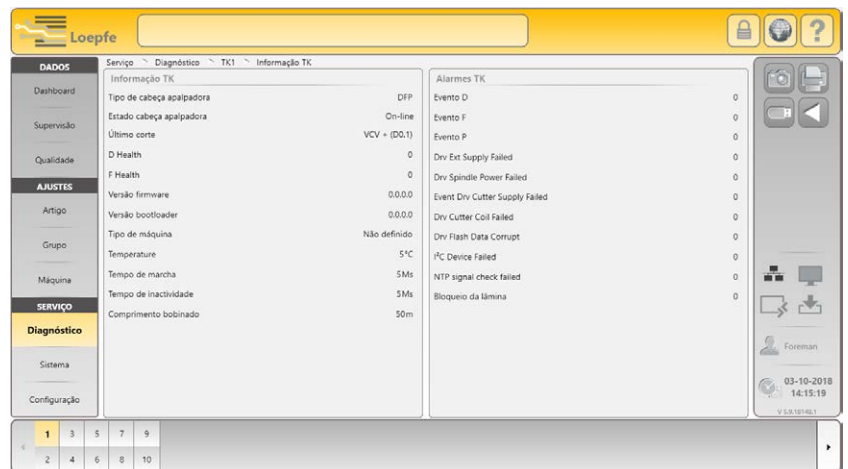 Loepfe
?
DADOS
Dashboard
Supervisão
Qualidade
AJUSTES
Artigo
Grupo
Máquina
SERVIÇO
Diagnóstico
Sistema
Configuração
Serviço Diagnóstico TK1 Informação TK
Informação TK
Tipo de cabeça apalpadora DFP
Estado cabeça apalpadora On-line
Último corte VCV + (D0.1)
D Health 0
F Health 0
Versão firmware 0.0.0.0
Versão bootloader 0.0.0.0
Tipo de máquina Não definido
Temperature 5°C
Tempo de marcha 5Ms
Tempo de inactividade 5Ms
Comprimento bobinado 50m
Alarmes TK
Evento D 0
Evento F 0
Evento P 0
Drv Ext Supply Failed 0
Drv Spindle Power Failed 0
Event Drv Cutter Supply Failed 0
Drv Cutter Coil Failed 0
Drv Flash Data Corrupt 0
I²C Device Failed 0
NTP signal check failed 0
Bloqueio da lâmina 0
Foreman
03-10-2018
14:15:19
1 3 5 7 9
2 4 6 8 10